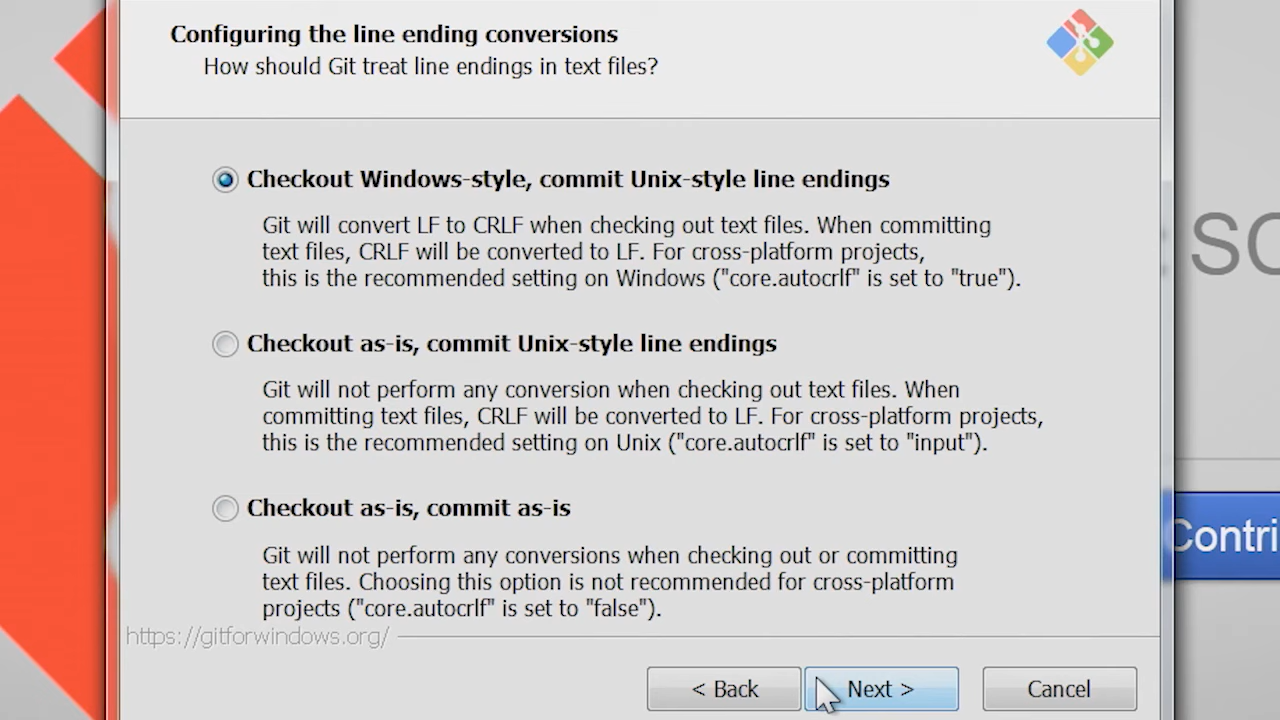 Configuring the line ending conversions
How should Git treat line endings in text files?
Checkout Windows-style, commit Unix-style line endings
Git will convert LF to CRLF when checking out text files. When committing
text files, CRLF will be converted to LF. For cross-platform projects,
this is the recommended setting on Windows ("core.autocrlf" is set to "true").
Checkout as-is, commit Unix-style line endings
Git will not perform any conversion when checking out text files. When
committing text files, CRLF will be converted to LF. For cross-platform projects,
this is the recommended setting on Unix ("core.autocrlf" is set to "input").
Checkout as-is, commit as-is
Git will not perform any conversions when checking out or committing
text files. Choosing this option is not recommended for cross-platform
projects ("core.autocrlf" is set to "false").
https://gitforwindows.org/
< Back
Next >
Cancel
Contri